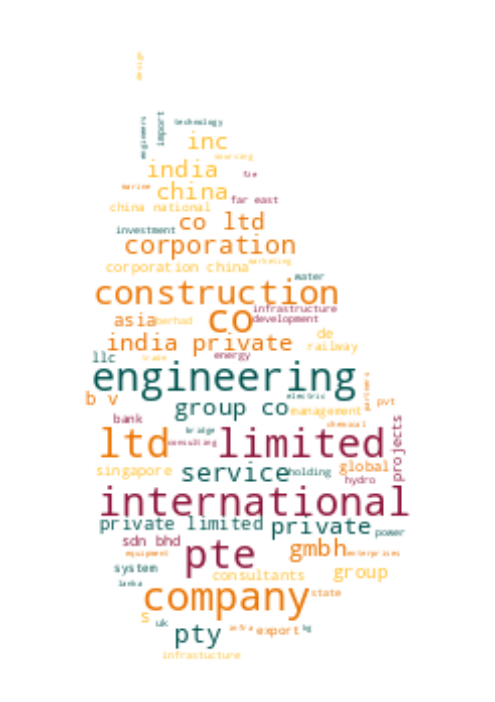 design
engineers
import
technology
inc
sourcing
india
fze
marine
china
far east
china national
co ltd
investment
corporation
corporation china
marketing
water
construction
infrastructure
co
development
asia
berhad
de
india private
railway
llc
trade
energy
engineering
partners
b v
electric
pvt
group co
management
bank
chemical
bridge
projects
ltd
consulting
limited
singapore
service
holding
global
hydro
international
private limited
private
power
sdn bhd
pte
gmbh
enterprises
equipment
system
consultants
group
lanka
company
state
s
uk
pty
infra
export
kg
infrastucture